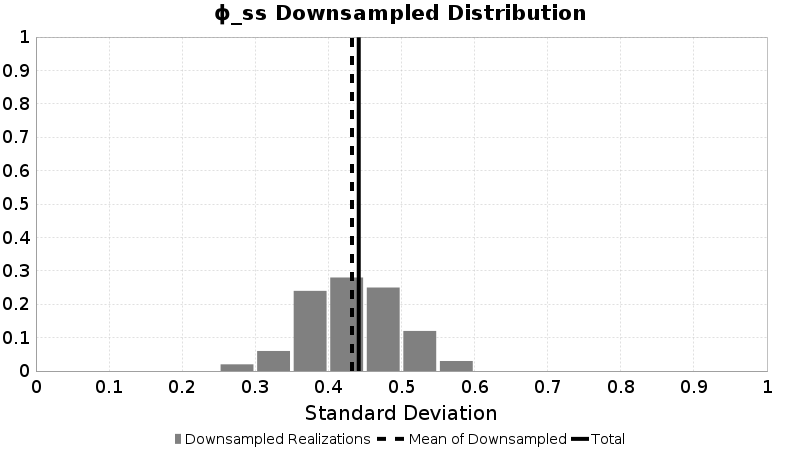 ϕ_ss Downsampled Distribution
1
0.9
0.8
0.7
0.6
0.5
0.4
0.3
0.2
0.1
0
0 0.1 0.2 0.3 0.4 0.5 0.6 0.7 0.8 0.9 1
Standard Deviation
Downsampled Realizations Mean of Downsampled Total